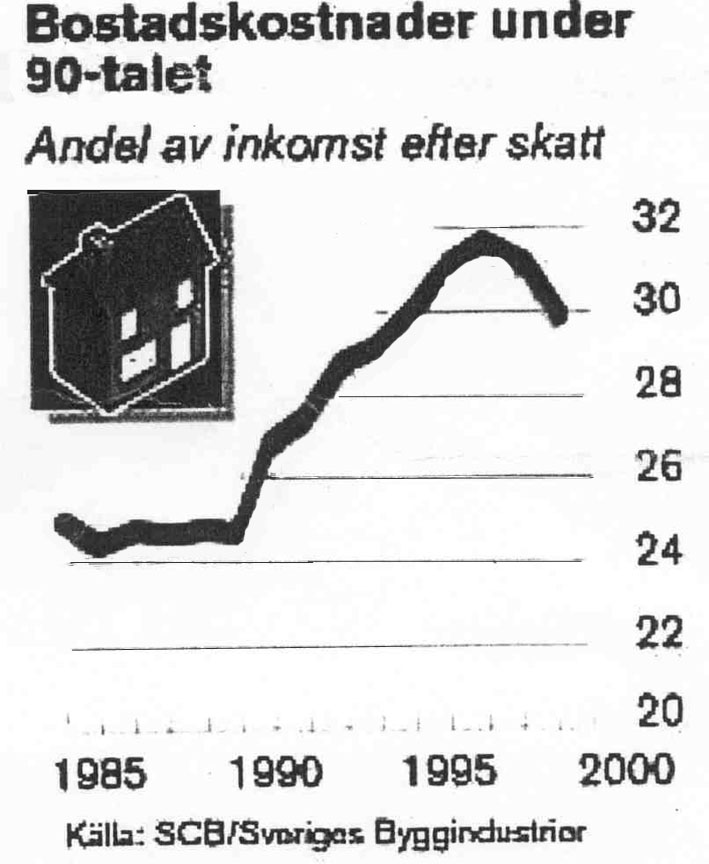 Bostadskostnader under
90-talet
Andel av inkomst efter skatt
32
30
28
26
24
22
20
1985 1990 1995 2000
Källa: SCB/Sveriges Byggindustrier